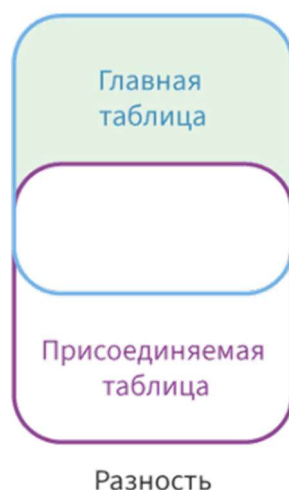 Главная
таблица
Присоединяемая
таблица
Разность